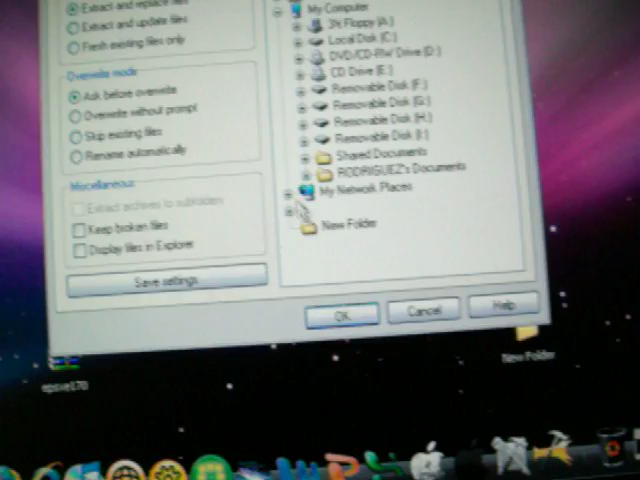 Extract and replace files
Extract and update files
Fresh existing files only
Overwrite mode
Ask before overwrite
Overwrite without prompt
Skip existing files
Rename automatically
Miscellaneous
Extract archives to subfolders
Keep broken files
Display files in Explorer
Save settings
My Computer
3½ Floppy (A:)
Local Disk (C:)
DVD/CD-RW Drive (D:)
CD Drive (E:)
Removable Disk (F:)
Removable Disk (G:)
Removable Disk (H:)
Removable Disk (I:)
Shared Documents
RODRIGUEZ's Documents
My Network Places
New Folder
OK
Cancel
Help
New Folder